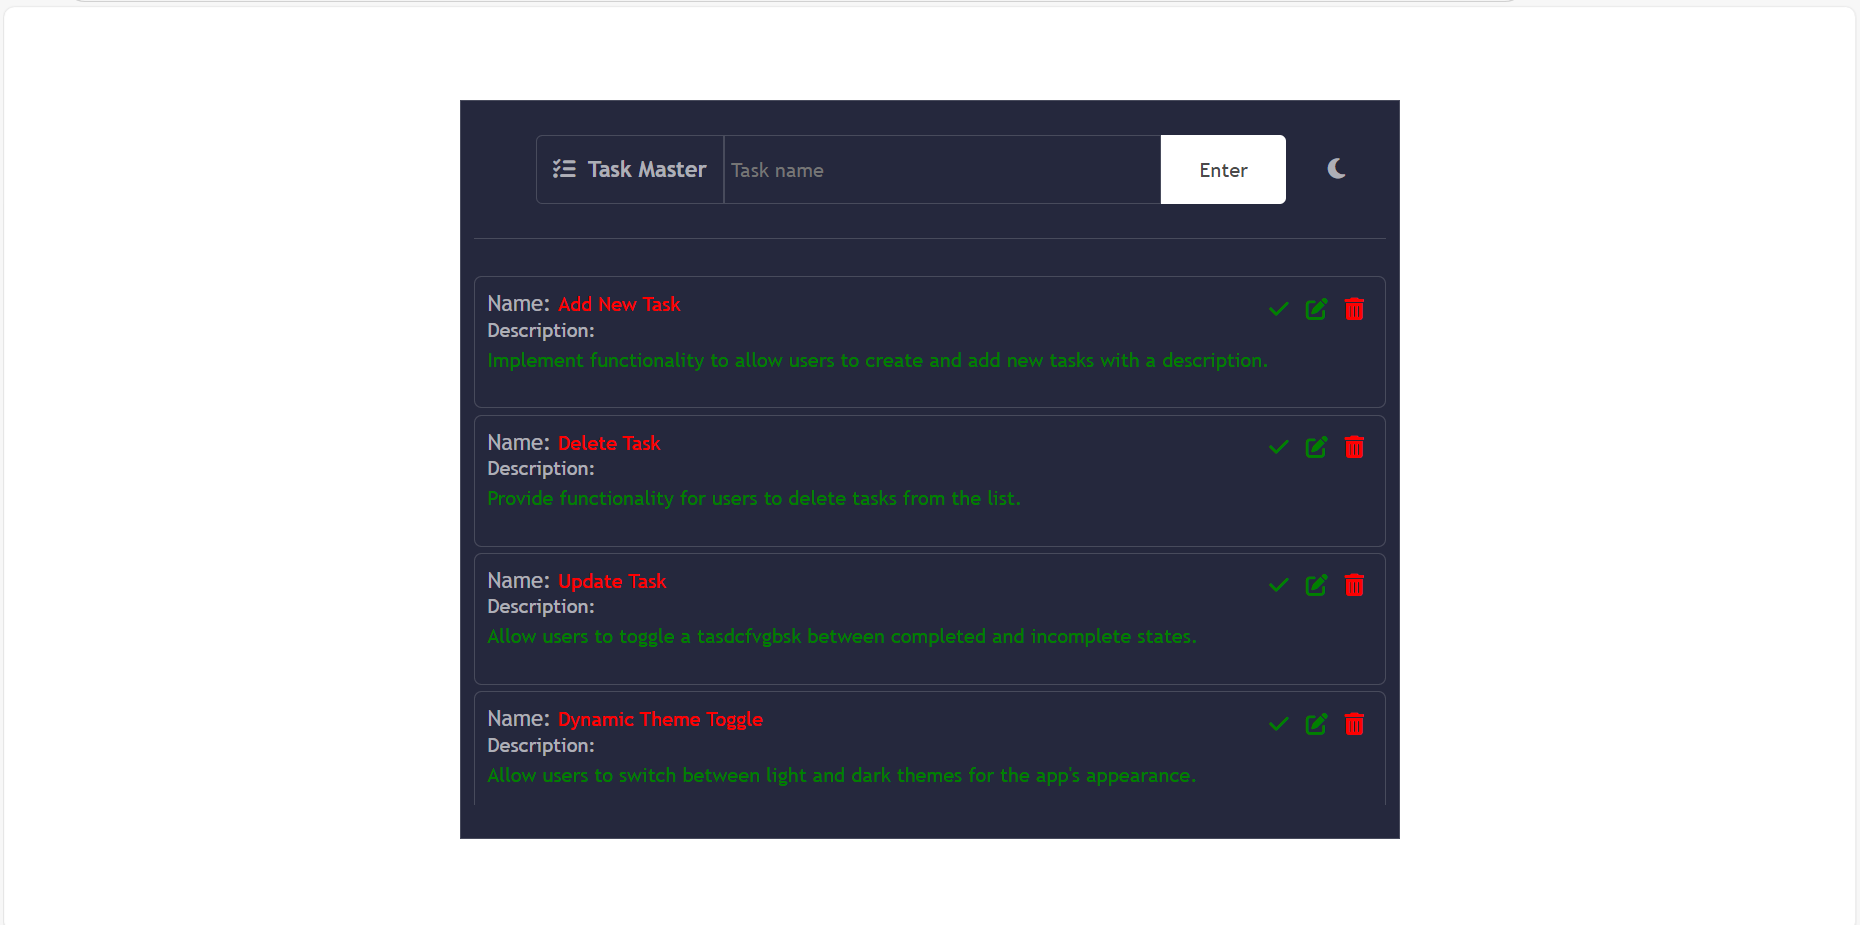 Task Master Task name Enter
Name: Add New Task
Description:
Implement functionality to allow users to create and add new tasks with a description.
Name: Delete Task
Description:
Provide functionality for users to delete tasks from the list.
Name: Update Task
Description:
Allow users to toggle a tasdcfvgbsk between completed and incomplete states.
Name: Dynamic Theme Toggle
Description:
Allow users to switch between light and dark themes for the app's appearance.